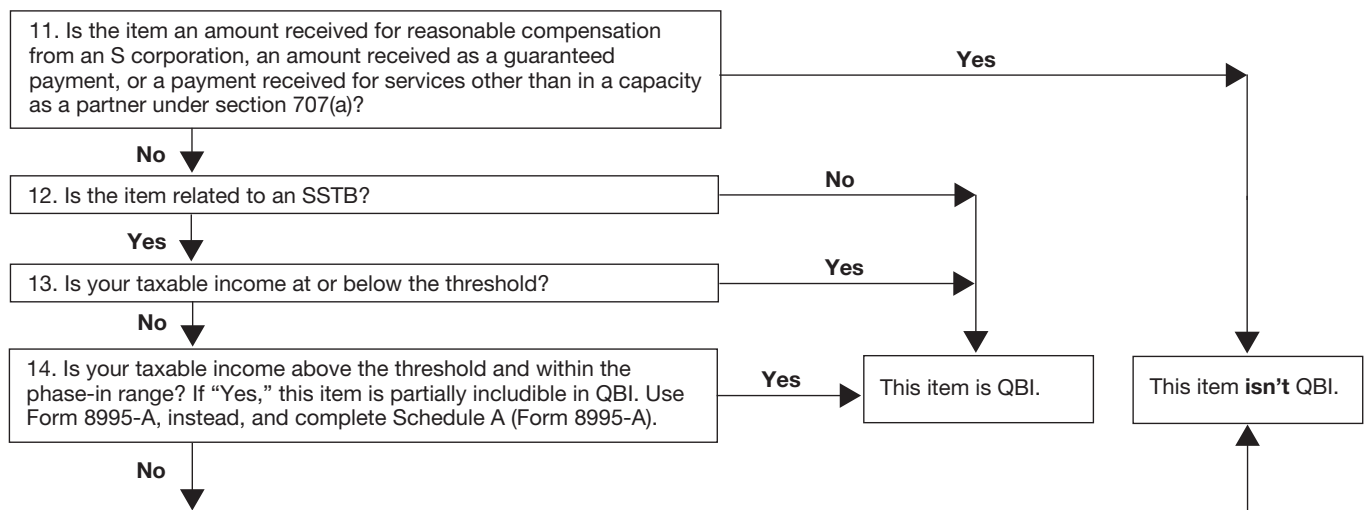 11. Is the item an amount received for reasonable compensation
from an S corporation, an amount received as a guaranteed
payment, or a payment received for services other than in a capacity
as a partner under section 707(a)?
Yes
No
12. Is the item related to an SSTB?
No
Yes
13. Is your taxable income at or below the threshold?
Yes
No
14. Is your taxable income above the threshold and within the
phase-in range? If “Yes,” this item is partially includible in QBI. Use
Form 8995-A, instead, and complete Schedule A (Form 8995-A).
Yes
This item is QBI.
This item isn’t QBI.
No